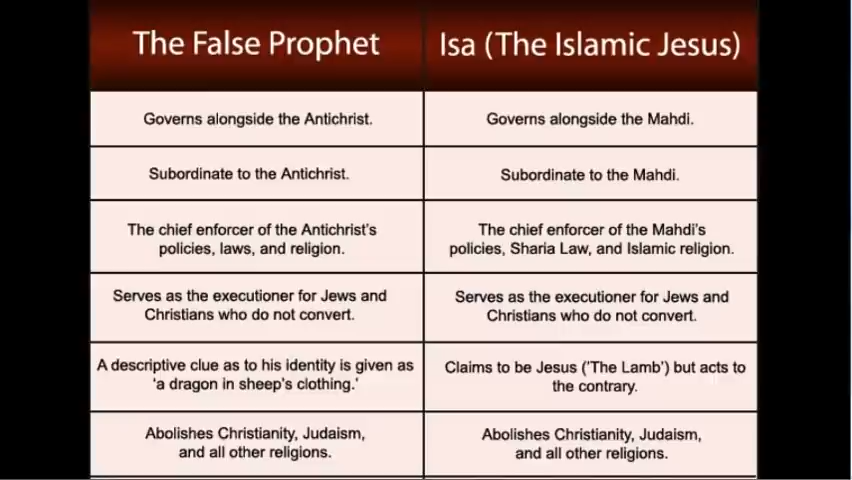 The False Prophet
Isa (The Islamic Jesus)
Governs alongside the Antichrist.
Governs alongside the Mahdi.
Subordinate to the Antichrist.
Subordinate to the Mahdi.
The chief enforcer of the Antichrist's
policies, laws, and religion.
The chief enforcer of the Mahdi's
policies, Sharia Law, and Islamic religion.
Serves as the executioner for Jews and
Christians who do not convert.
Serves as the executioner for Jews and
Christians who do not convert.
A descriptive clue as to his identity is given as
'a dragon in sheep's clothing.'
Claims to be Jesus ('The Lamb') but acts to
the contrary.
Abolishes Christianity, Judaism,
and all other religions.
Abolishes Christianity, Judaism,
and all other religions.